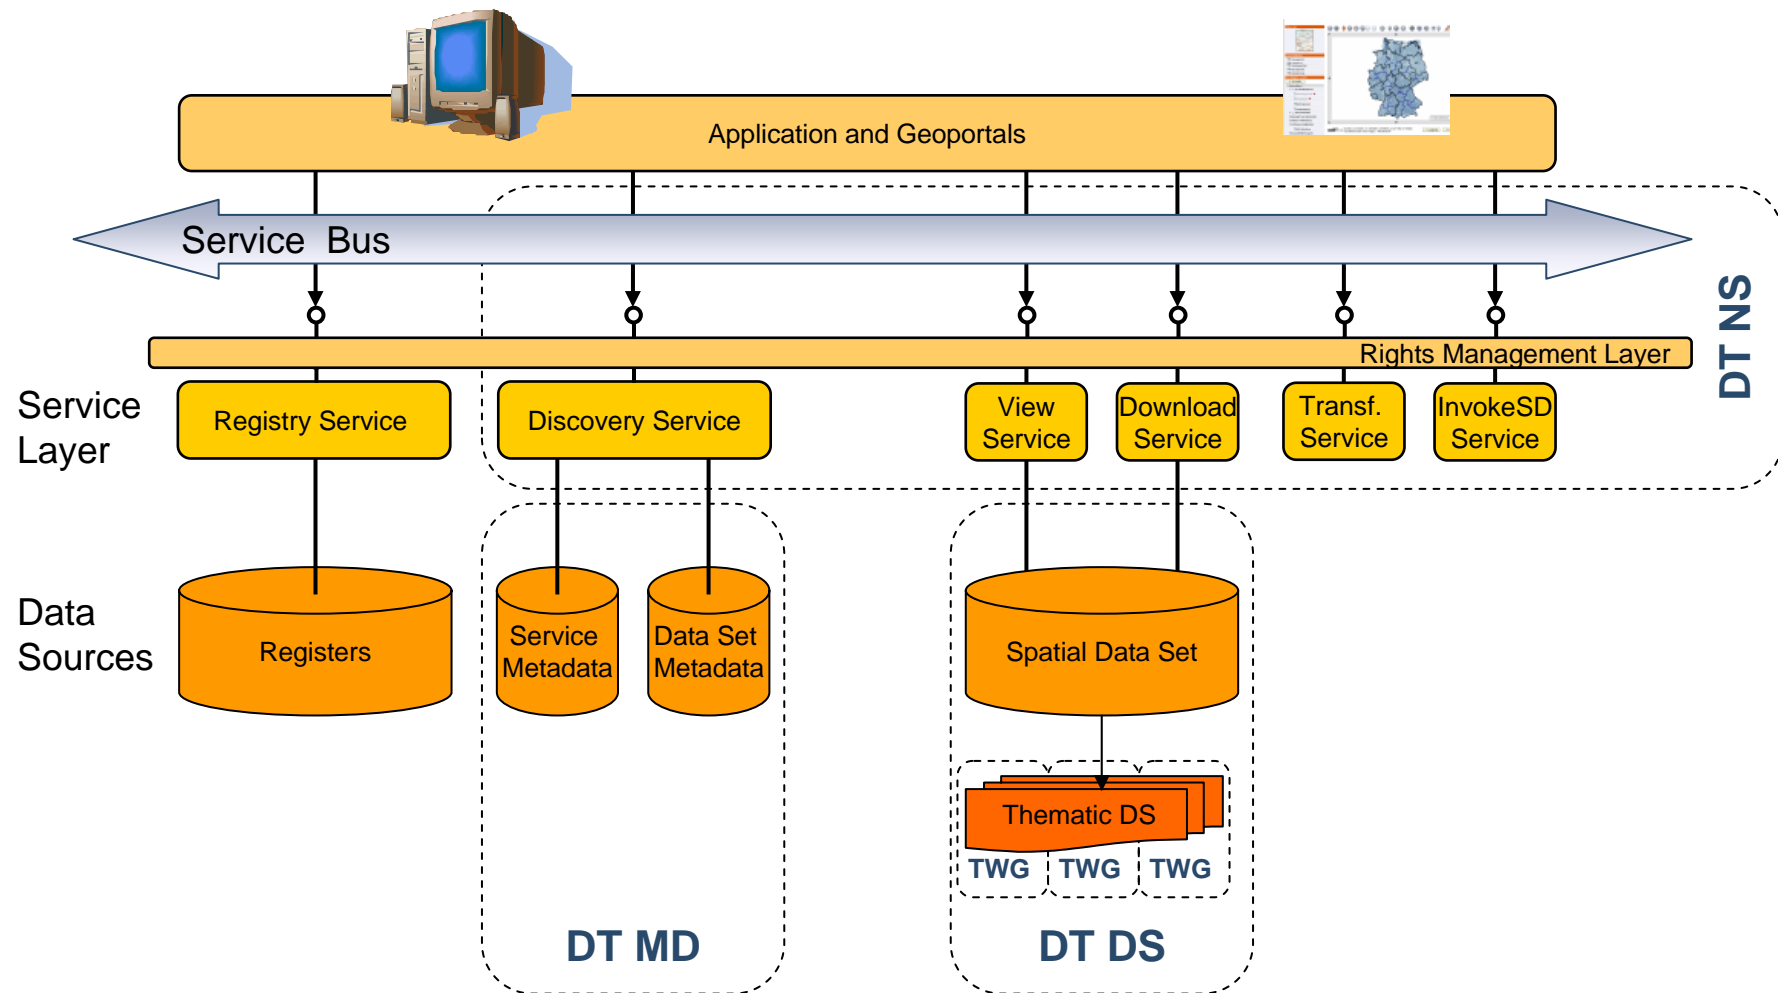 Application and Geoportals
Service Bus
DT NS
Rights Management Layer
Service
Layer
Registry Service
Discovery Service
View
Service
Download
Service
Transf.
Service
InvokeSD
Service
Data
Sources
Registers
Service
Metadata
Data Set
Metadata
Spatial Data Set
Thematic DS
TWG
TWG
TWG
DT MD
DT DS